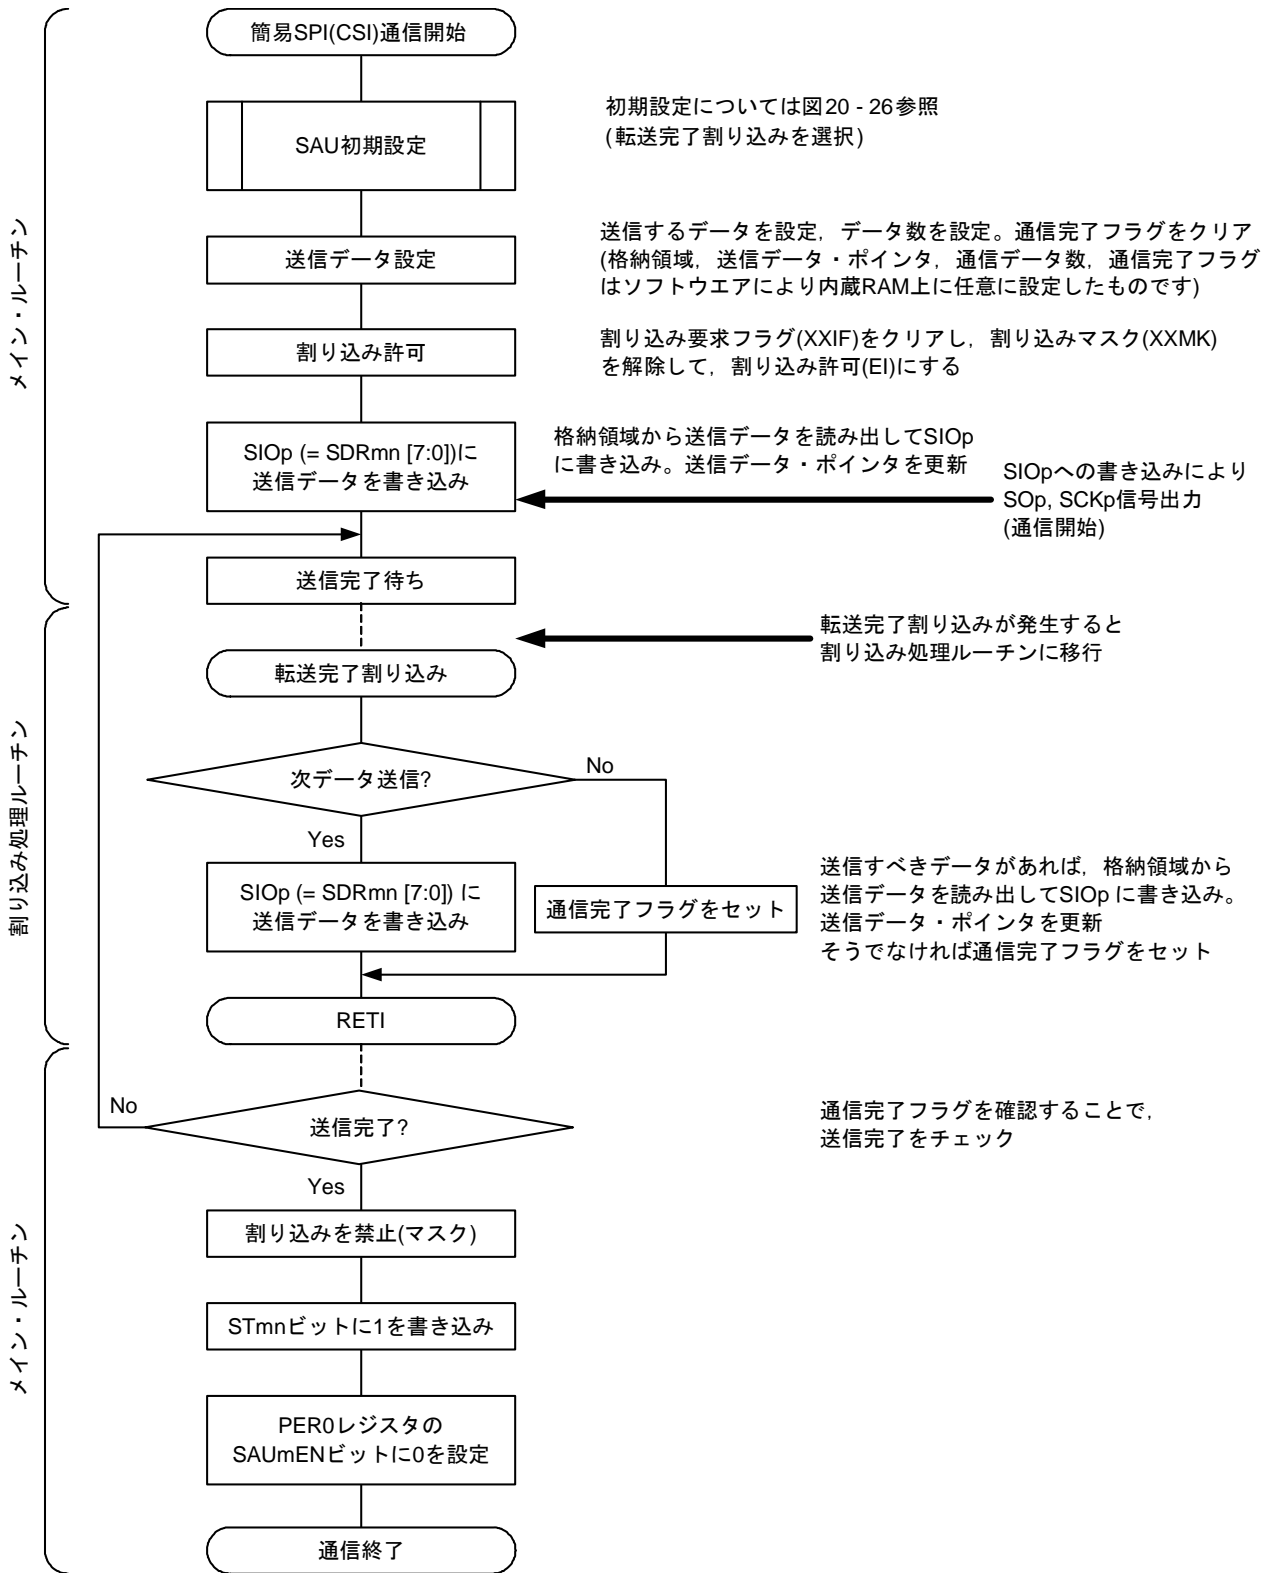 簡易SPI(CSI)通信開始
SAU初期設定
初期設定については図20 - 26参照
(転送完了割り込みを選択)
送信データ設定
送信するデータを設定，データ数を設定。通信完了フラグをクリア
(格納領域，送信データ・ポインタ，通信データ数，通信完了フラグ
はソフトウエアにより内蔵RAM上に任意に設定したものです)
メイン・ルーチン
割り込み許可
割り込み要求フラグ(XXIF)をクリアし，割り込みマスク(XXMK)
を解除して，割り込み許可(EI)にする
SIOp (= SDRmn [7:0])に
送信データを書き込み
格納領域から送信データを読み出してSIOp
に書き込み。送信データ・ポインタを更新
SIOpへの書き込みにより
SOp, SCKp信号出力
(通信開始)
送信完了待ち
転送完了割り込みが発生すると
割り込み処理ルーチンに移行
転送完了割り込み
割り込み処理ルーチン
次データ送信?
No
Yes
SIOp (= SDRmn [7:0]) に
送信データを書き込み
通信完了フラグをセット
送信すべきデータがあれば，格納領域から
送信データを読み出してSIOp に書き込み。
送信データ・ポインタを更新
そうでなければ通信完了フラグをセット
RETI
No
送信完了?
通信完了フラグを確認することで，
送信完了をチェック
Yes
メイン・ルーチン
割り込みを禁止(マスク)
STmnビットに1を書き込み
PER0レジスタの
SAUmENビットに0を設定
通信終了